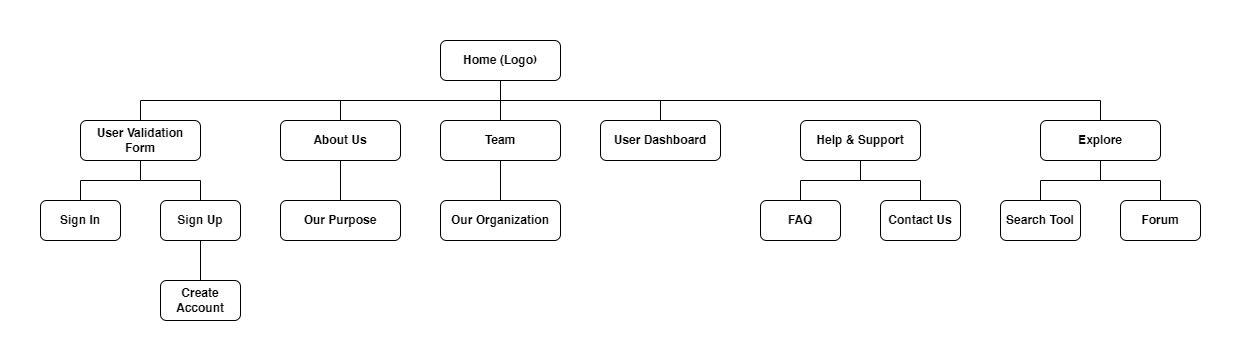 Home (Logo)
User Validation
Form
About Us
Team
User Dashboard
Help & Support
Explore
Sign In
Sign Up
Our Purpose
Our Organization
FAQ
Contact Us
Search Tool
Forum
Create
Account